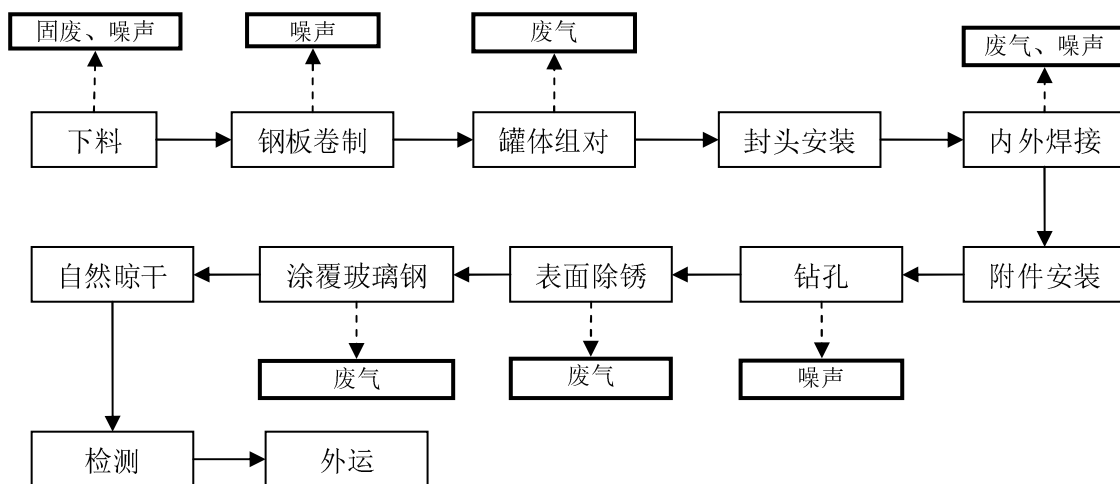 固废、噪声
噪声
废气
废气、噪声
下料
钢板卷制
罐体组对
封头安装
内外焊接
自然晾干
涂覆玻璃钢
表面除锈
钻孔
附件安装
废气
废气
噪声
检测
外运